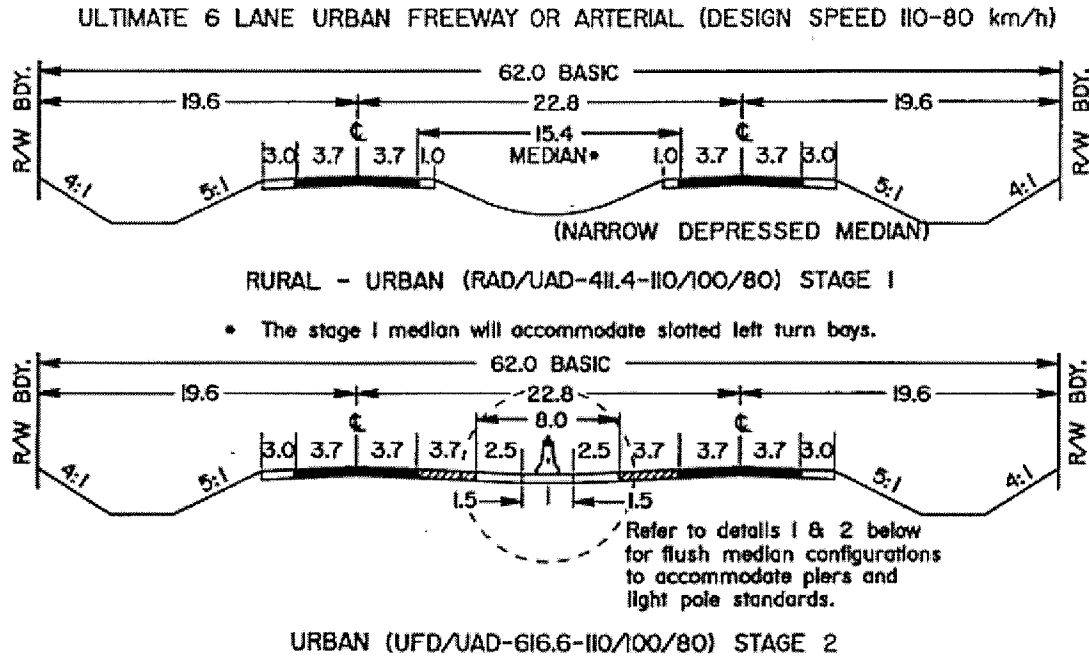 ULTIMATE 6 LANE URBAN FREEWAY OR ARTERIAL (DESIGN SPEED 110-80 km/h)
R/W BDY.
62.0 BASIC
R/W BDY.
19.6
22.8
19.6
℄
15.4
℄
3.0 3.7 3.7 1.0
MEDIAN*
1.0 3.7 3.7 3.0
4:1
5:1
5:1
4:1
(NARROW DEPRESSED MEDIAN)
RURAL - URBAN (RAD/UAD-411.4-110/100/80) STAGE 1
* The stage 1 median will accommodate slotted left turn bays.
R/W BDY.
62.0 BASIC
R/W BDY.
19.6
22.8
19.6
℄
8.0
℄
3.0 3.7 3.7 3.7 2.5 2.5 3.7 3.7 3.7 3.0
4:1
5:1
5:1
4:1
1.5
1
1.5
Refer to details 1 & 2 below
for flush median configurations
to accommodate piers and
light pole standards.
URBAN (UFD/UAD-616.6-110/100/80) STAGE 2